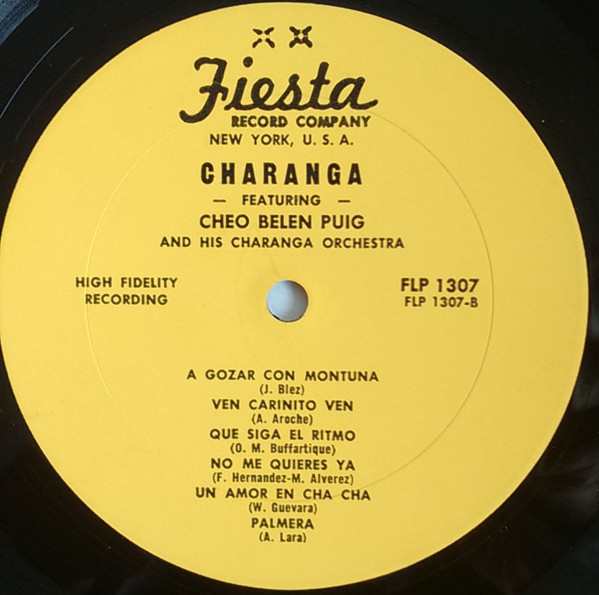 Fiesta
RECORD COMPANY
NEW YORK, U. S. A.
CHARANGA
— FEATURING —
CHEO BELEN PUIG
AND HIS CHARANGA ORCHESTRA
HIGH FIDELITY
RECORDING
FLP 1307
FLP 1307-B
A GOZAR CON MONTUNA
(J. Blez)
VEN CARINITO VEN
(A. Aroche)
QUE SIGA EL RITMO
(O. M. Buffartique)
NO ME QUIERES YA
(F. Hernandez-M. Alverez)
UN AMOR EN CHA CHA
(W. Guevara)
PALMERA
(A. Lara)